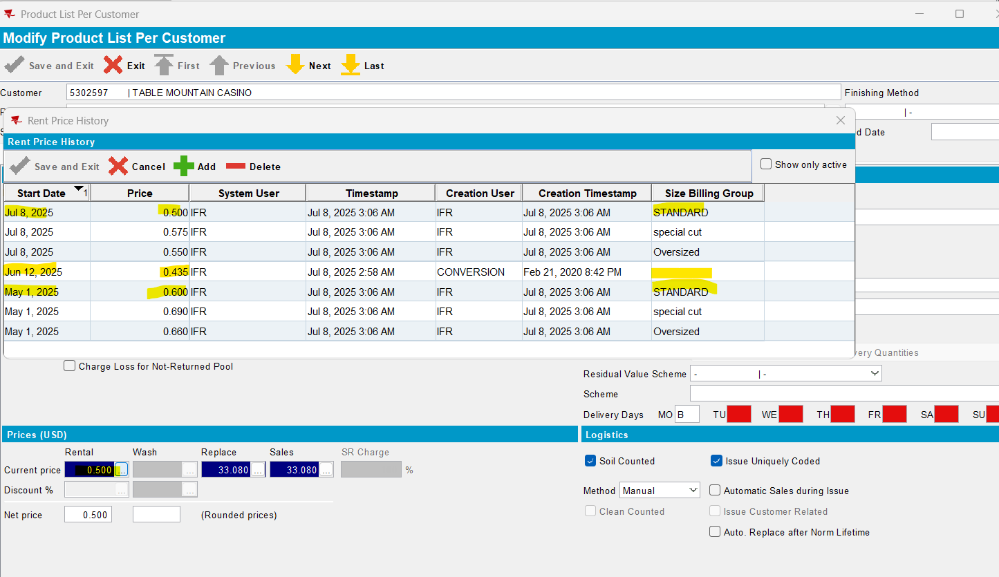 Product List Per Customer
Modify Product List Per Customer
Save and Exit Exit First Previous Next Last
Customer 5302597 | TABLE MOUNTAIN CASINO Finishing Method
| -
Rent Price History
d Date
Rent Price History
Save and Exit Cancel Add Delete Show only active
Start Date 1 Price System User Timestamp Creation User Creation Timestamp Size Billing Group
Jul 8, 2025 0.500 IFR Jul 8, 2025 3:06 AM IFR Jul 8, 2025 3:06 AM STANDARD
Jul 8, 2025 0.575 IFR Jul 8, 2025 3:06 AM IFR Jul 8, 2025 3:06 AM special cut
Jul 8, 2025 0.550 IFR Jul 8, 2025 3:06 AM IFR Jul 8, 2025 3:06 AM Oversized
Jun 12, 2025 0.435 IFR Jul 8, 2025 2:58 AM CONVERSION Feb 21, 2020 8:42 PM
May 1, 2025 0.600 IFR Jul 8, 2025 3:06 AM IFR Jul 8, 2025 3:06 AM STANDARD
May 1, 2025 0.690 IFR Jul 8, 2025 3:06 AM IFR Jul 8, 2025 3:06 AM special cut
May 1, 2025 0.660 IFR Jul 8, 2025 3:06 AM IFR Jul 8, 2025 3:06 AM Oversized
very Quantities
Charge Loss for Not-Returned Pool
Residual Value Scheme - | -
Scheme
Delivery Days MO B TU WE TH FR SA SU
Prices (USD) Logistics
Rental Wash Replace Sales SR Charge
Current price 0.500 ... ... 33.080 ... 33.080 ... % Soil Counted Issue Uniquely Coded
Discount % ... ... Method Manual Automatic Sales during Issue
Net price 0.500 (Rounded prices) Clean Counted Issue Customer Related
Auto. Replace after Norm Lifetime